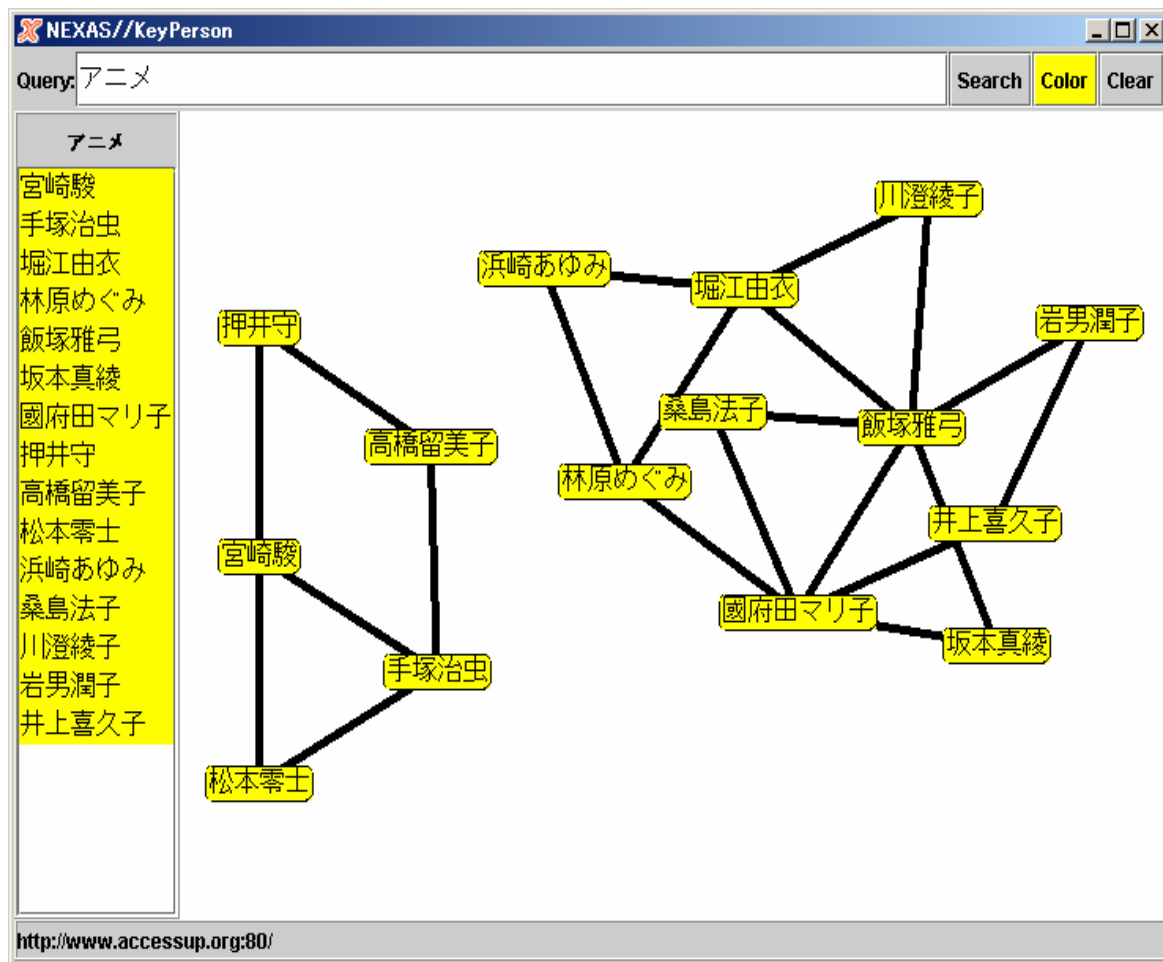 NEXAS//KeyPerson
Query: アニメ Search Color Clear
アニメ
宮崎駿
手塚治虫
堀江由衣
林原めぐみ
飯塚雅弓
坂本真綾
國府田マリ子
押井守
高橋留美子
松本零士
浜崎あゆみ
桑島法子
川澄綾子
岩男潤子
井上喜久子
川澄綾子
浜崎あゆみ
堀江由衣
押井守
岩男潤子
桑島法子
飯塚雅弓
高橋留美子
林原めぐみ
井上喜久子
宮崎駿
國府田マリ子
坂本真綾
手塚治虫
松本零士
http://www.accessup.org:80/